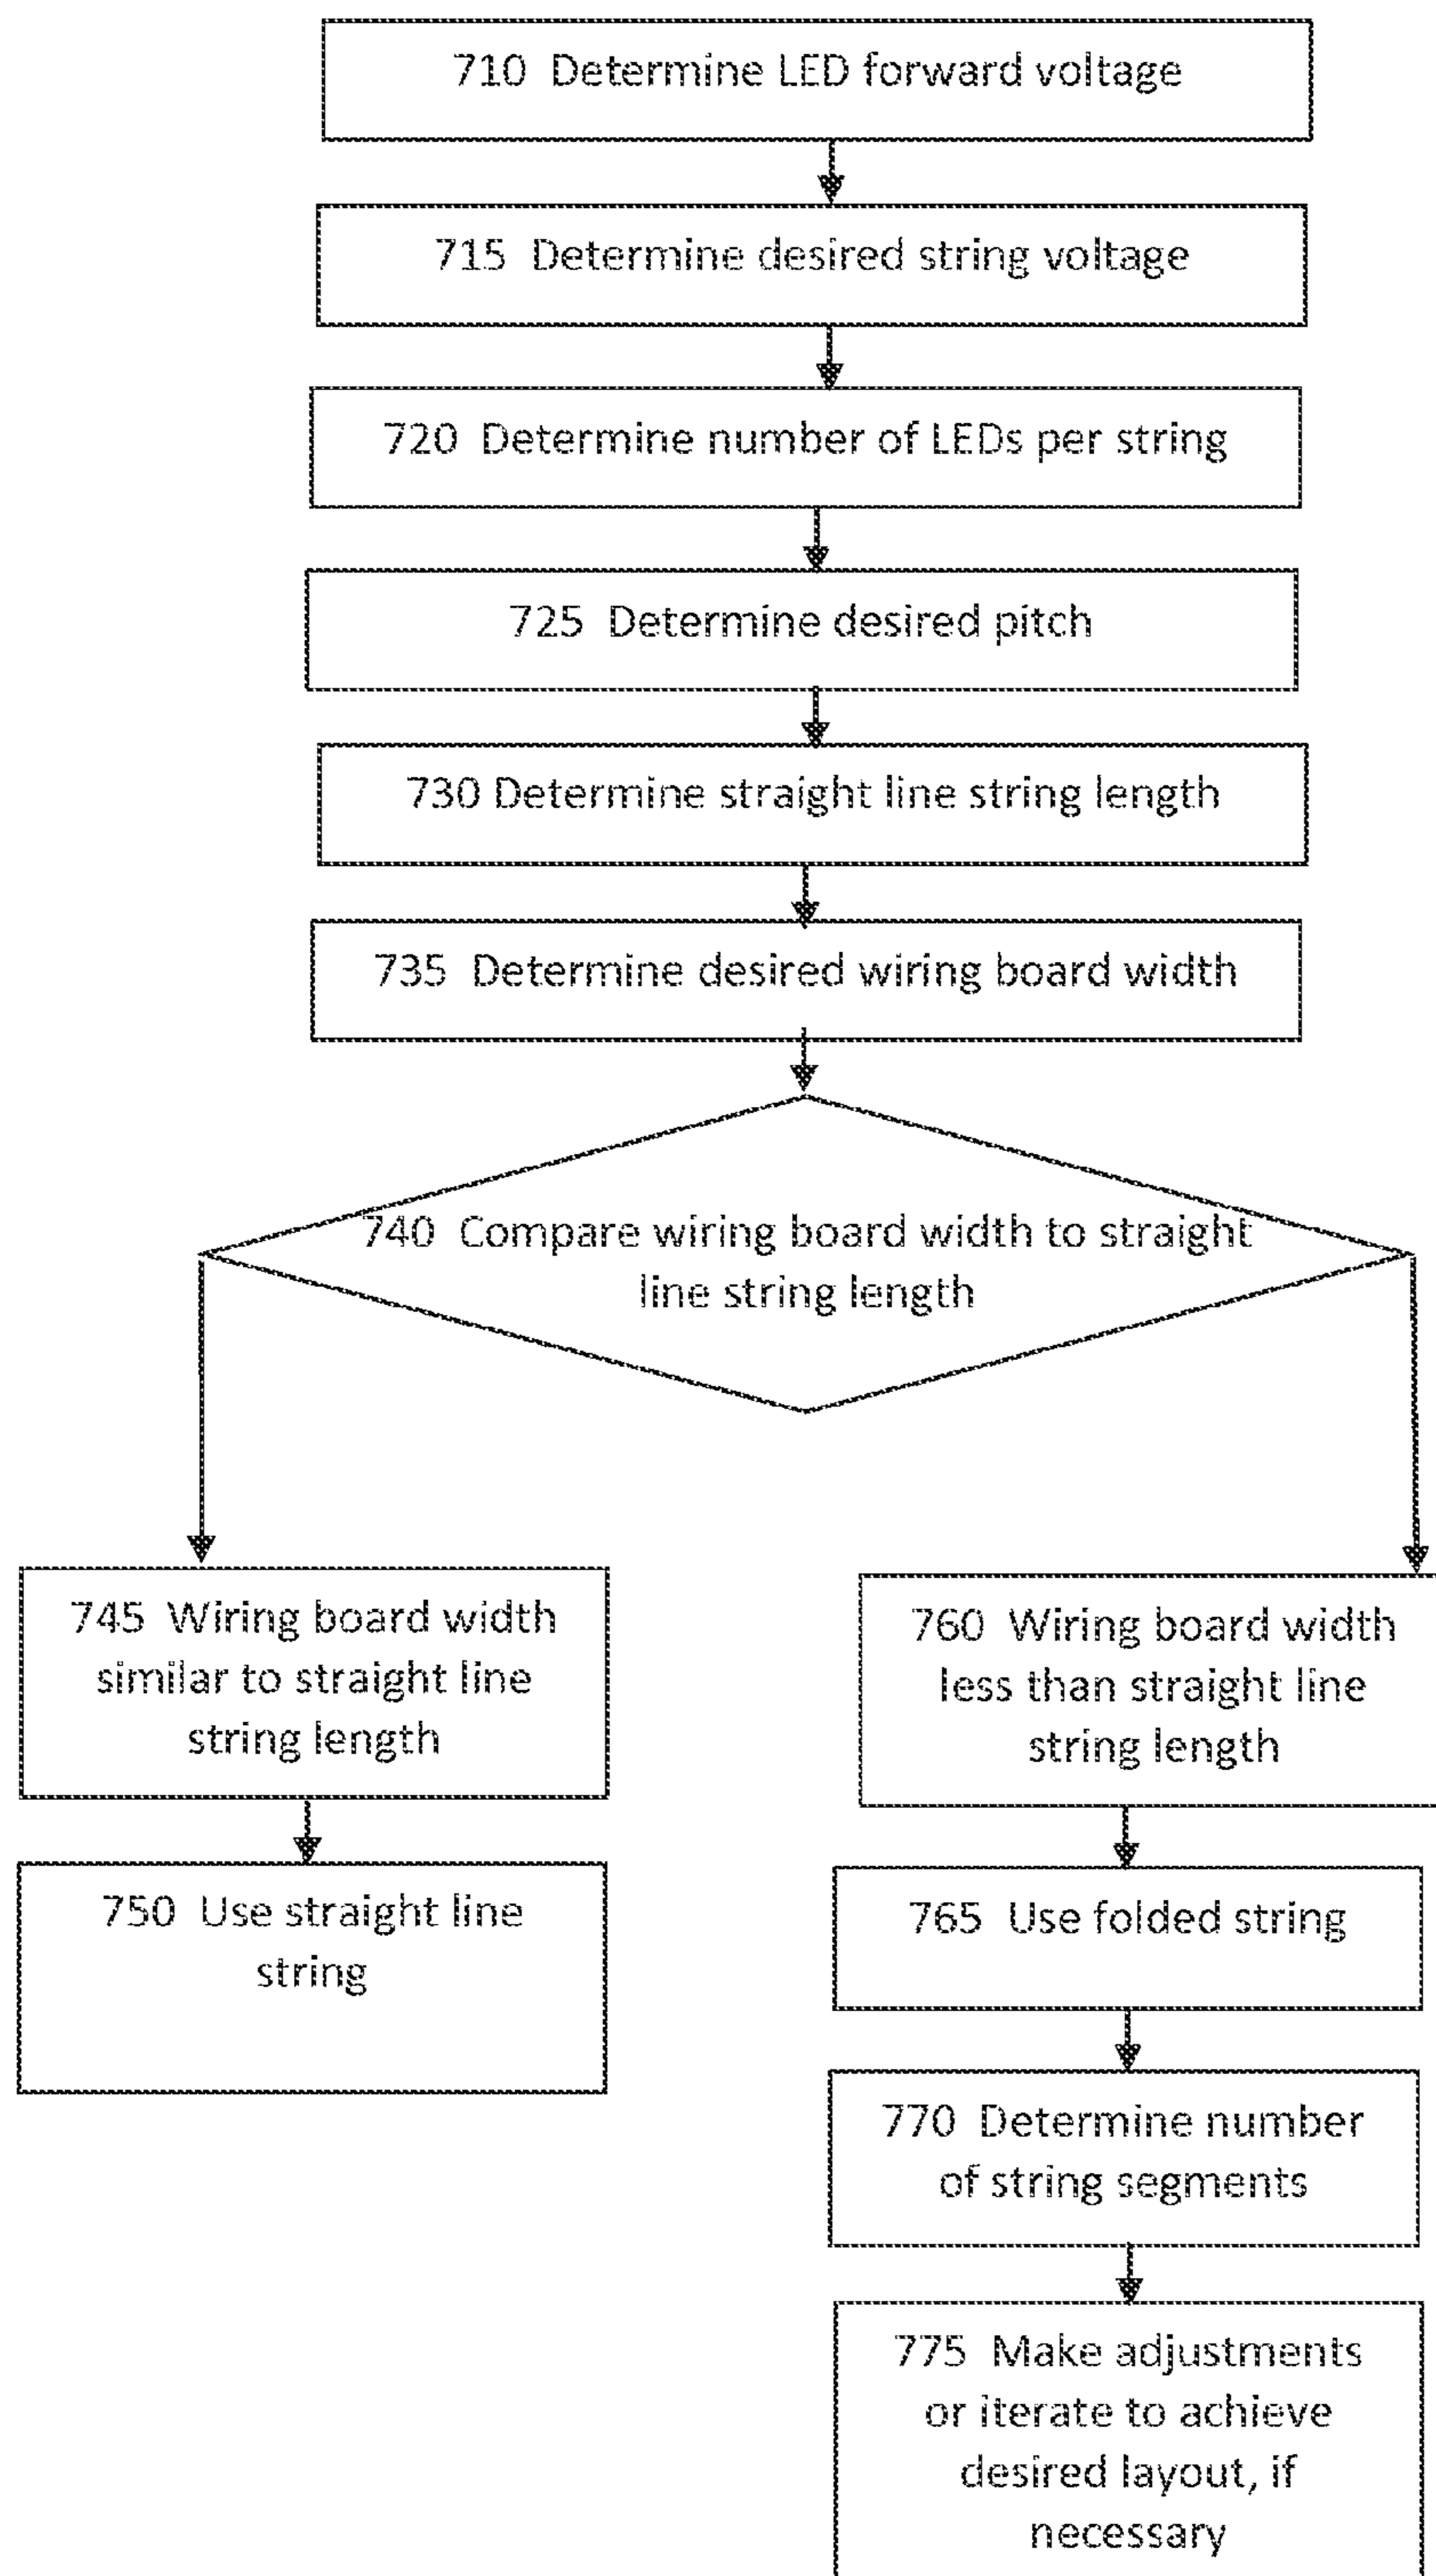 710 Determine LED forward voltage
715 Determine desired string voltage
720 Determine number of LEDs per string
725 Determine desired pitch
730 Determine straight line string length
735 Determine desired wiring board width
740 Compare wiring board width to straight
line string length
745 Wiring board width
similar to straight line
string length
750 Use straight line
string
760 Wiring board width
less than straight line
string length
765 Use folded string
770 Determine number
of string segments
775 Make adjustments
or iterate to achieve
desired layout, if
necessary